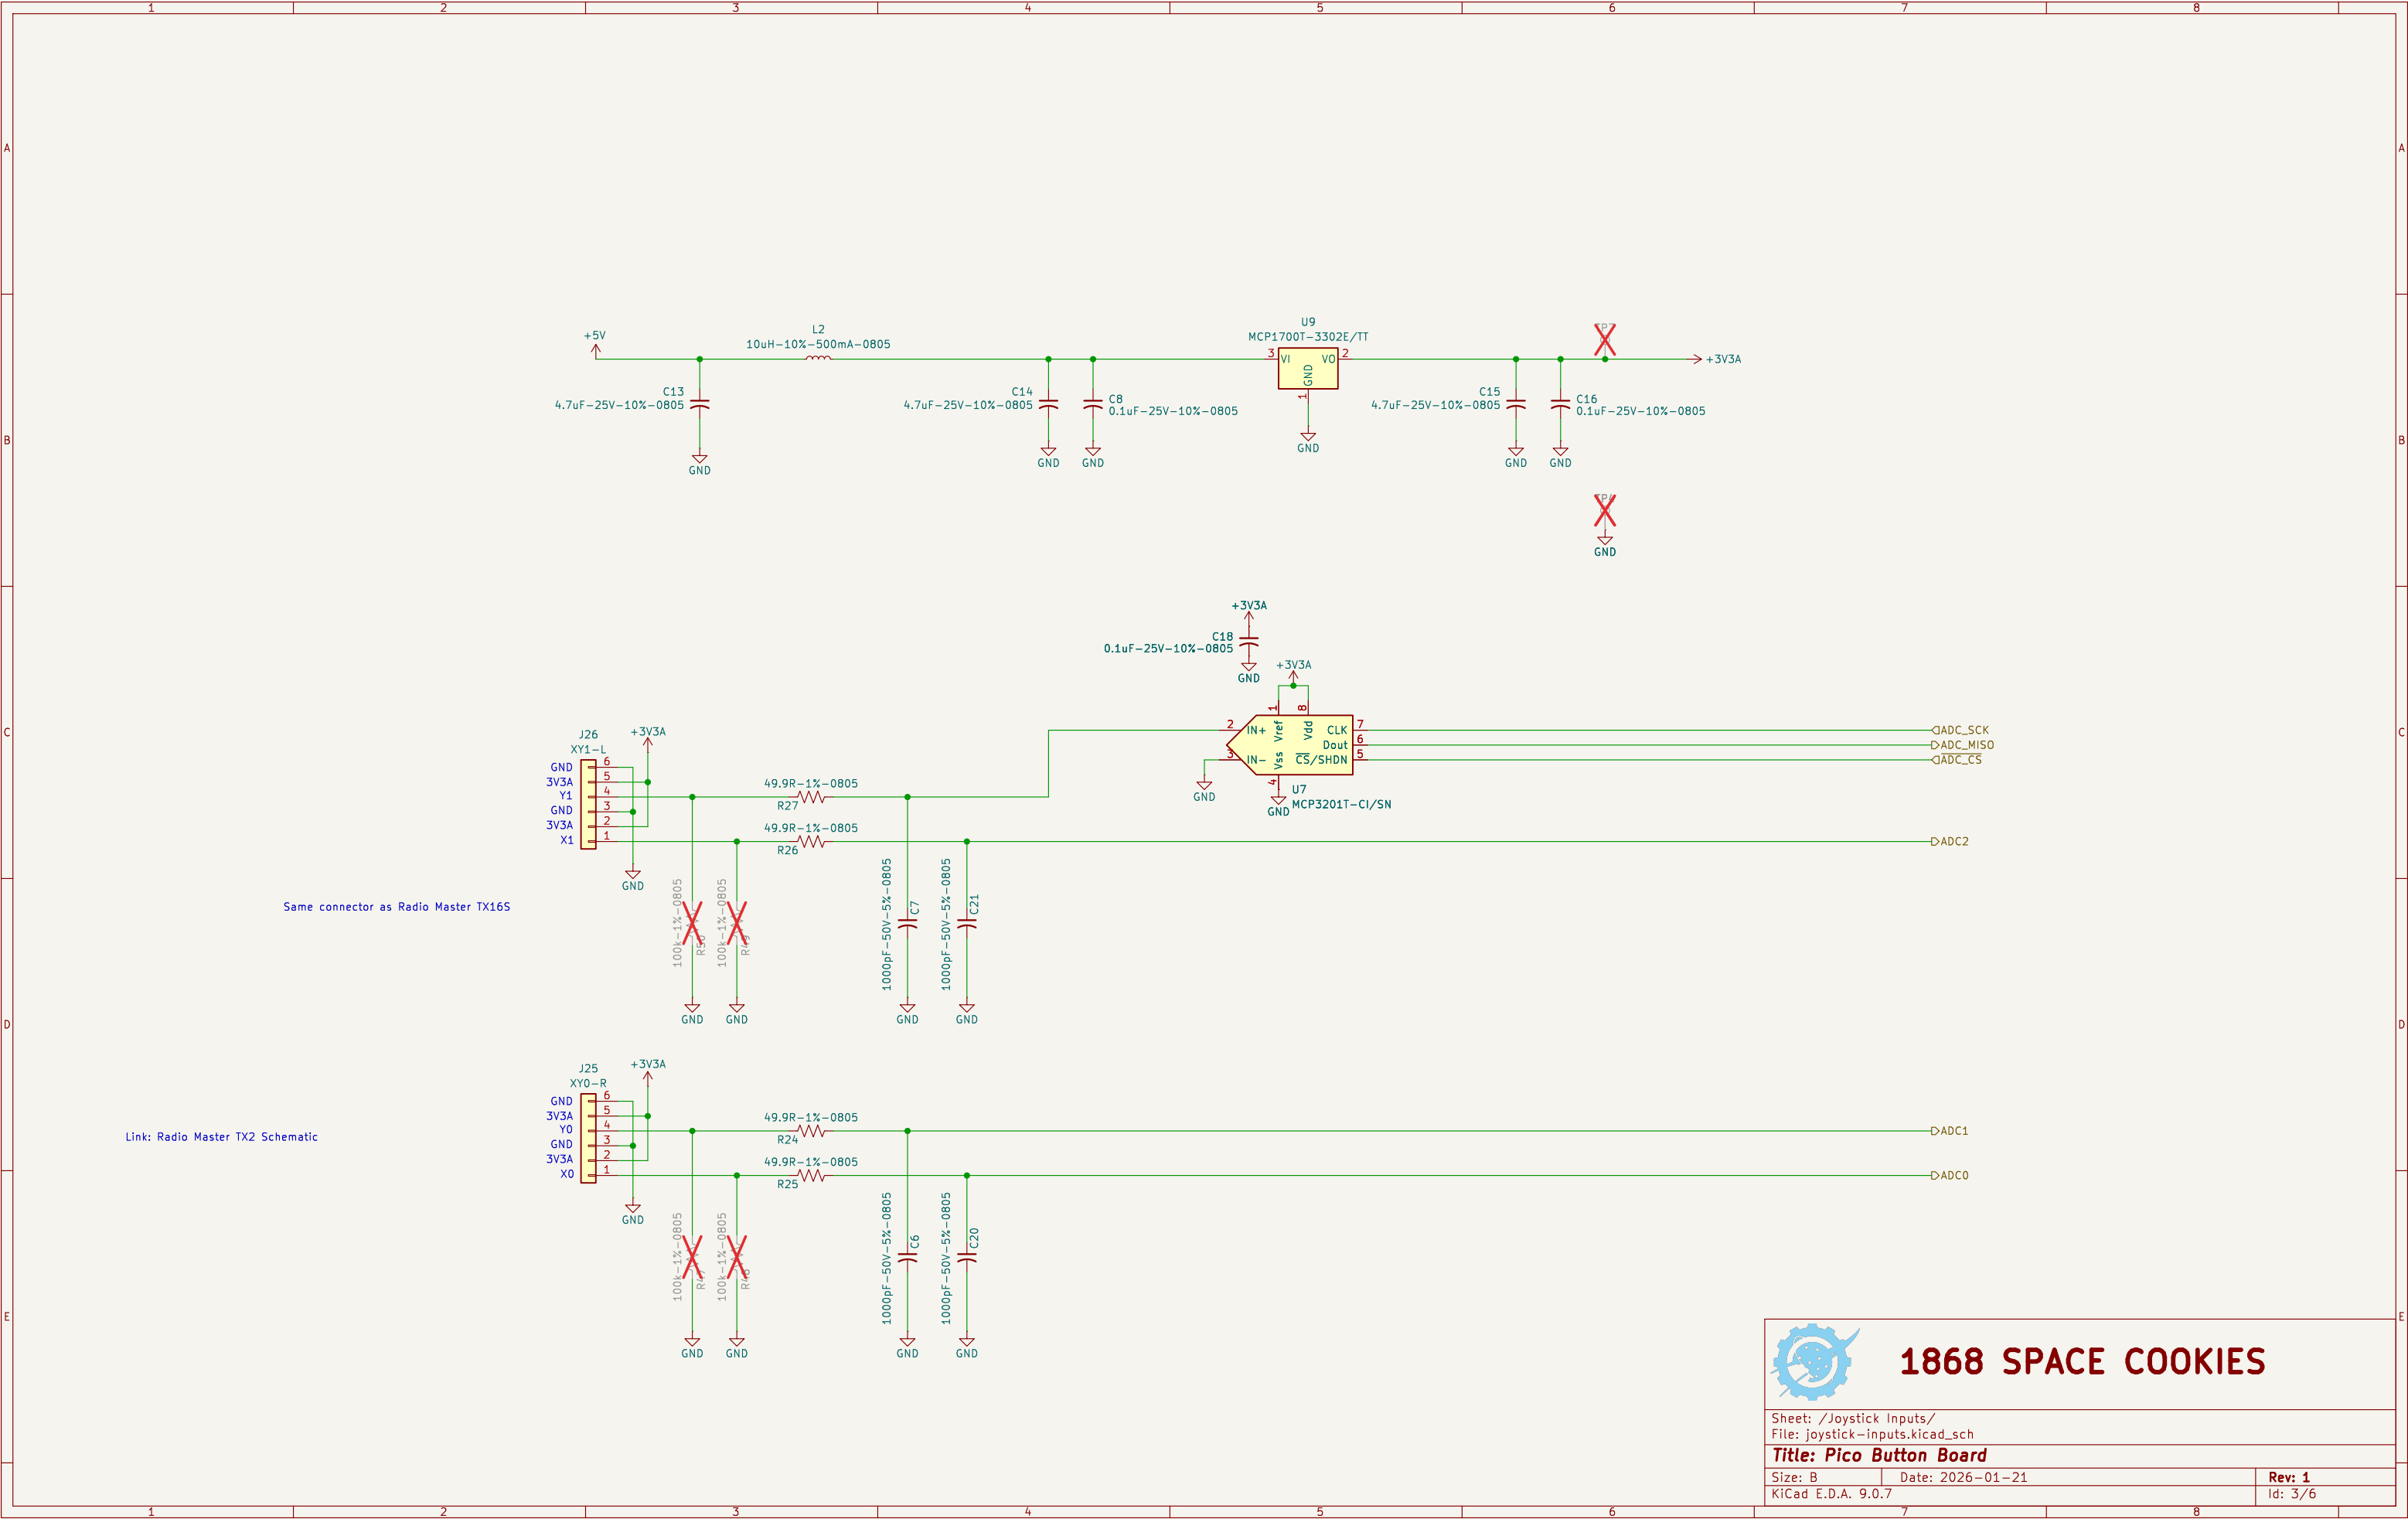 1 2 3 4 5 6 7 8
A A
B B
C C
D D
E E
+5V
L2
10uH-10%-500mA-0805
C13
4.7uF-25V-10%-0805
GND
C14
4.7uF-25V-10%-0805
GND
C8
0.1uF-25V-10%-0805
GND
U9
MCP1700T-3302E/TT
3 VI VO 2
GND
1
GND
C15
4.7uF-25V-10%-0805
GND
C16
0.1uF-25V-10%-0805
GND
+3V3A
GND
+3V3A
C18
0.1uF-25V-10%-0805
GND
+3V3A
1 8
2 IN+ Vref Vdd CLK 7
Dout 6
3 IN- Vss CS/SHDN 5
4
GND
GND
U7
MCP3201T-CI/SN
ADC_SCK
ADC_MISO
ADC_CS
J26
XY1-L
+3V3A
GND 6
3V3A 5
Y1 4
GND 3
3V3A 2
X1 1
GND
49.9R-1%-0805
R27
49.9R-1%-0805
R26
ADC2
100k-1%-0805
GND
100k-1%-0805
GND
1000pF-50V-5%-0805
C7
GND
1000pF-50V-5%-0805
C21
GND
Same connector as Radio Master TX16S
J25
XY0-R
+3V3A
GND 6
3V3A 5
Y0 4
GND 3
3V3A 2
X0 1
GND
49.9R-1%-0805
R24
ADC1
49.9R-1%-0805
R25
ADC0
100k-1%-0805
GND
100k-1%-0805
GND
1000pF-50V-5%-0805
C6
GND
1000pF-50V-5%-0805
C20
GND
Link: Radio Master TX2 Schematic
1868 SPACE COOKIES
Sheet: /Joystick Inputs/
File: joystick-inputs.kicad_sch
Title: Pico Button Board
Size: B Date: 2026-01-21 Rev: 1
KiCad E.D.A. 9.0.7 Id: 3/6
1 2 3 4 5 6 7 8